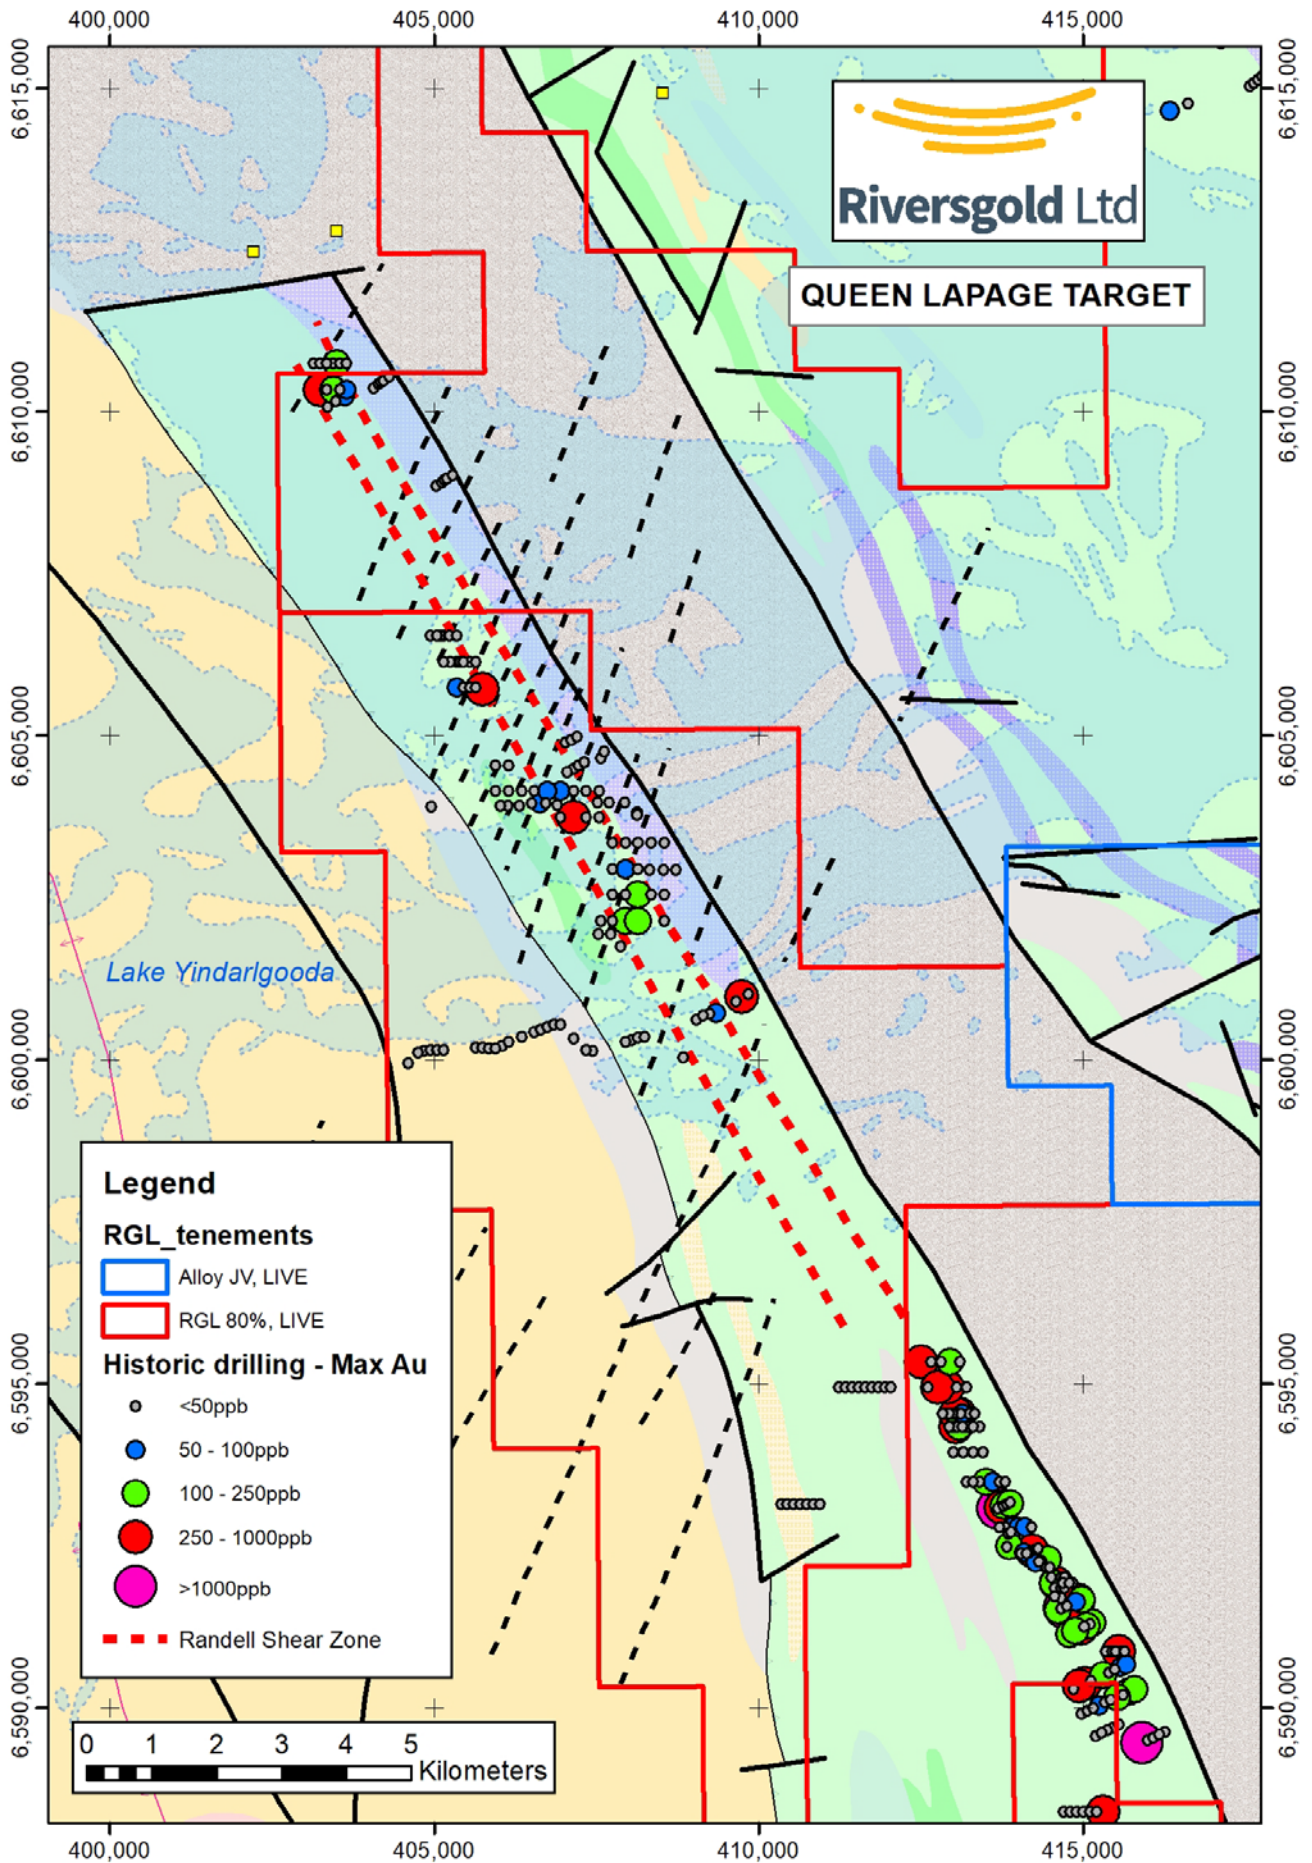 400,000
405,000
410,000
415,000
6,615,000
6,615,000
Riversgold Ltd
QUEEN LAPAGE TARGET
6,610,000
6,610,000
6,605,000
6,605,000
Lake Yindarlgooda
6,600,000
6,600,000
Legend
RGL_tenements
Alloy JV, LIVE
RGL 80%, LIVE
Historic drilling - Max Au
<50ppb
50 - 100ppb
100 - 250ppb
250 - 1000ppb
>1000ppb
Randell Shear Zone
6,595,000
6,595,000
6,590,000
6,590,000
0 1 2 3 4 5
Kilometers
400,000
405,000
410,000
415,000